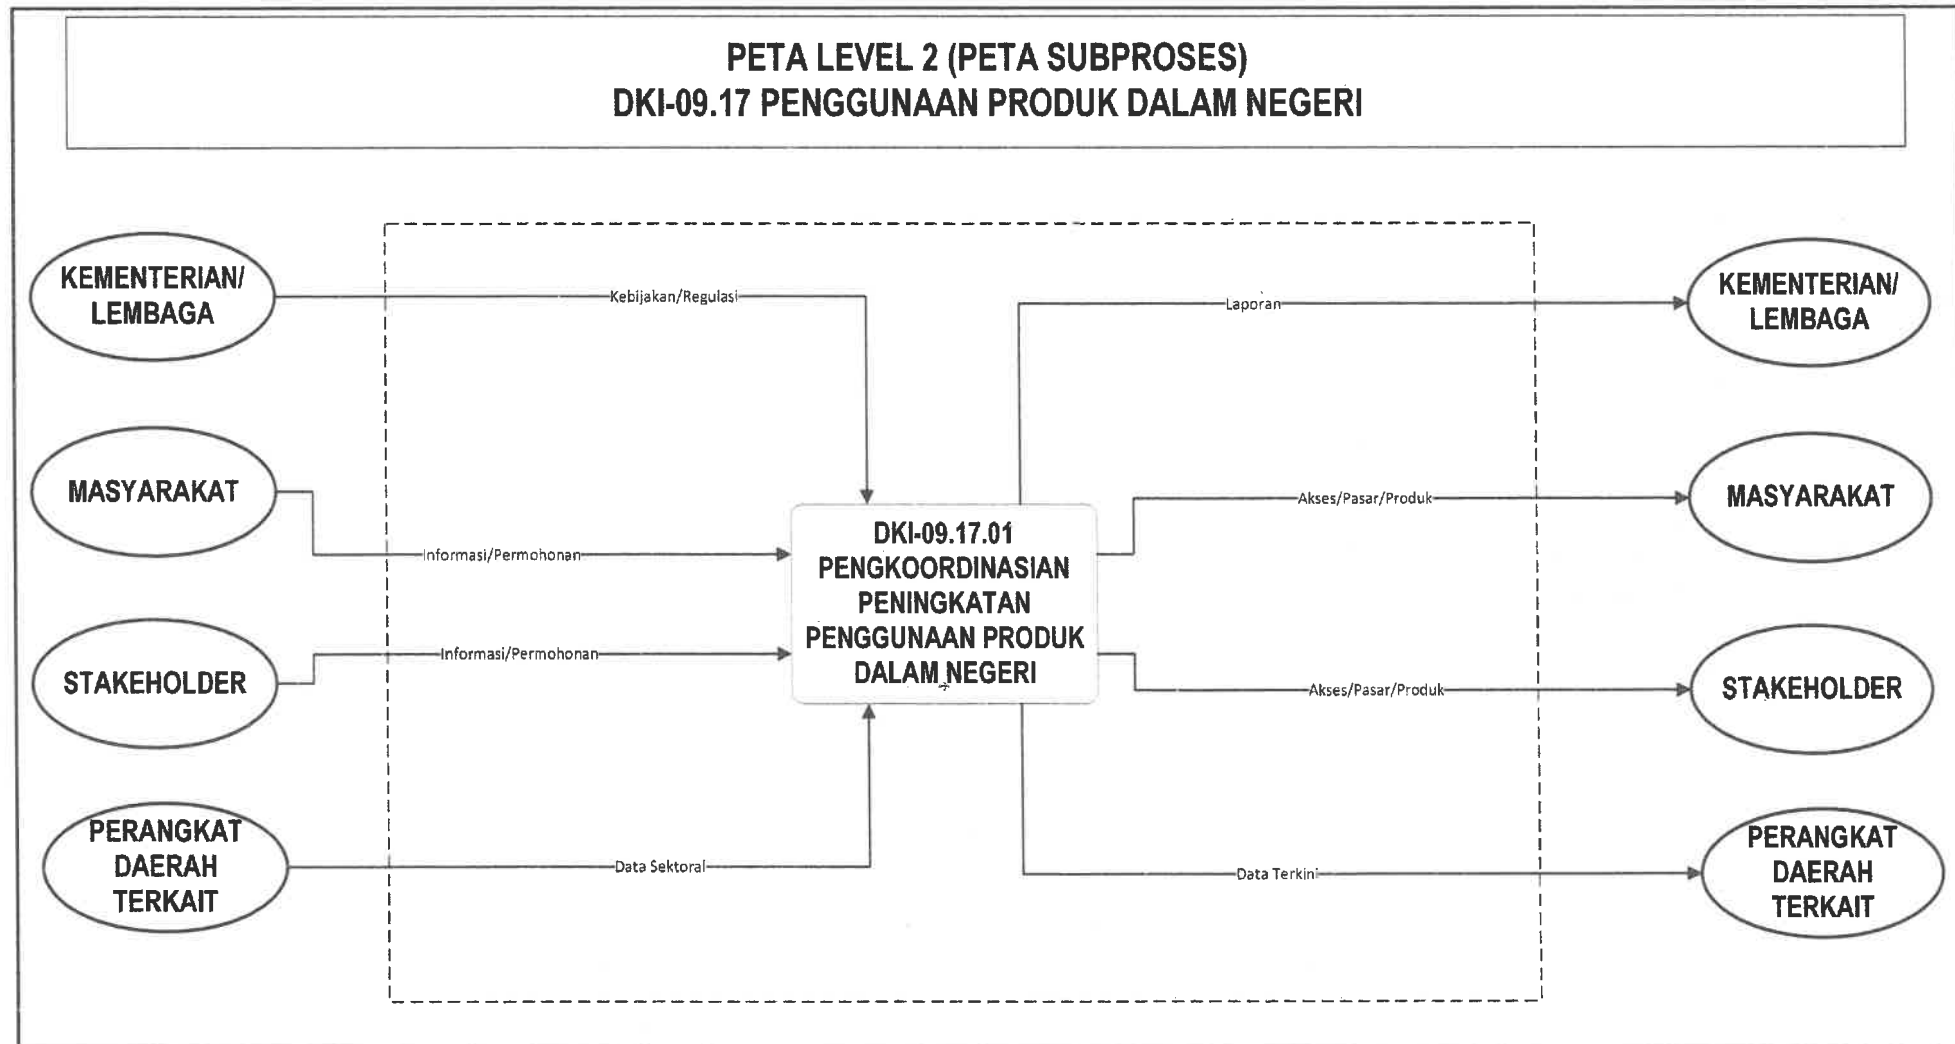 PETA LEVEL 2 (PETA SUBPROSES)
DKI-09.17 PENGGUNAAN PRODUK DALAM NEGERI
KEMENTERIAN/
LEMBAGA
Kebijakan/Regulasi
Laporan
KEMENTERIAN/
LEMBAGA
MASYARAKAT
Informasi/Permohonan
Akses/Pasar/Produk
MASYARAKAT
DKI-09.17.01
PENGKOORDINASIAN
PENINGKATAN
PENGGUNAAN PRODUK
DALAM NEGERI
STAKEHOLDER
Informasi/Permohonan
Akses/Pasar/Produk
STAKEHOLDER
PERANGKAT
DAERAH
TERKAIT
Data Sektoral
Data Terkini
PERANGKAT
DAERAH
TERKAIT